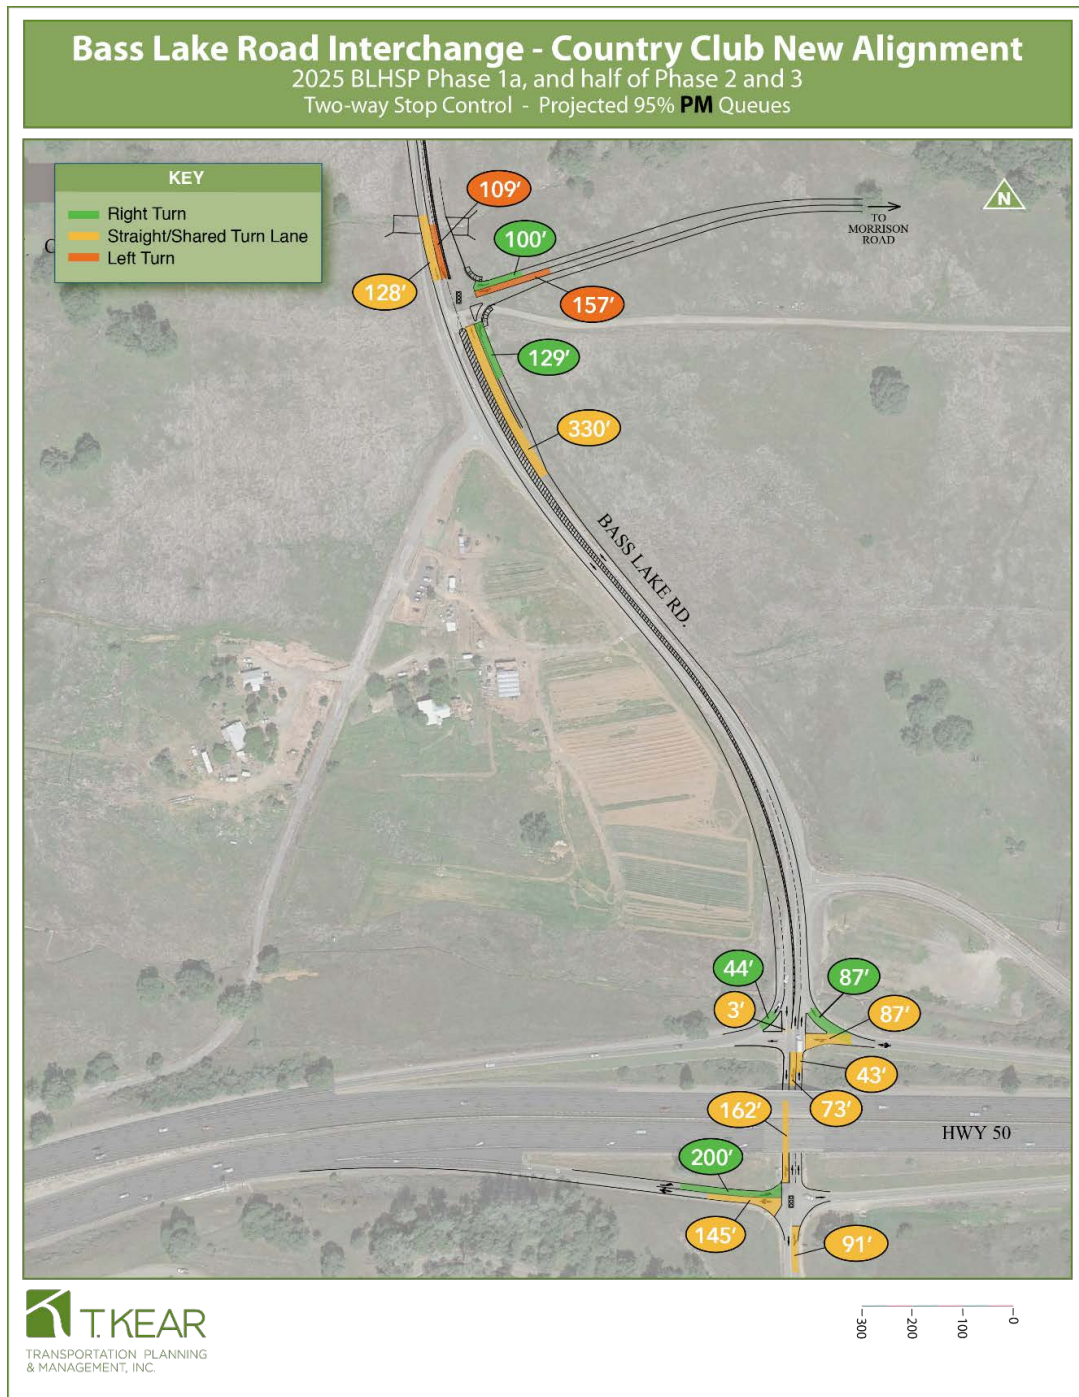 Bass Lake Road Interchange - Country Club New Alignment
2025 BLHSP Phase 1a, and half of Phase 2 and 3
Two-way Stop Control - Projected 95% PM Queues
KEY
Right Turn
Straight/Shared Turn Lane
Left Turn
C
109’
100’
N
TO
MORRISON
ROAD
128’
157’
129’
330’
BASS LAKE RD.
44’
87’
3’
87’
43’
162’
73’
HWY 50
200’
145’
91’
T.KEAR
TRANSPORTATION PLANNING
& MANAGEMENT, INC.
-300
-200
-100
-0